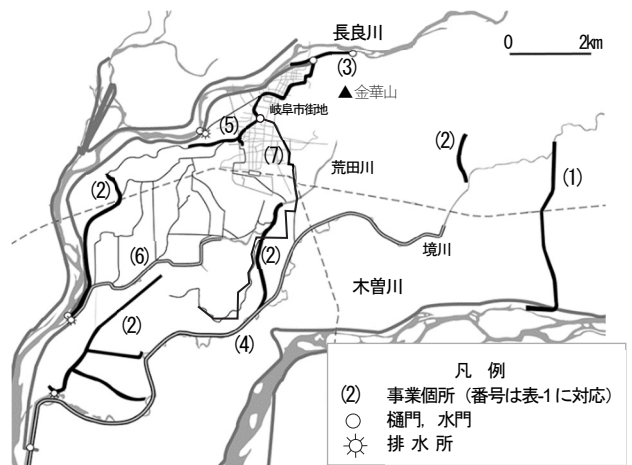 長良川
0 2km
(3)
▲金華山
岐阜市街地
(5)
(7)
(2)
荒田川
(1)
(2)
(6)
(2)
境川
木曽川
(2)
(4)
凡 例
(2) 事業個所（番号は表-1に対応）
樋門，水門
排 水 所